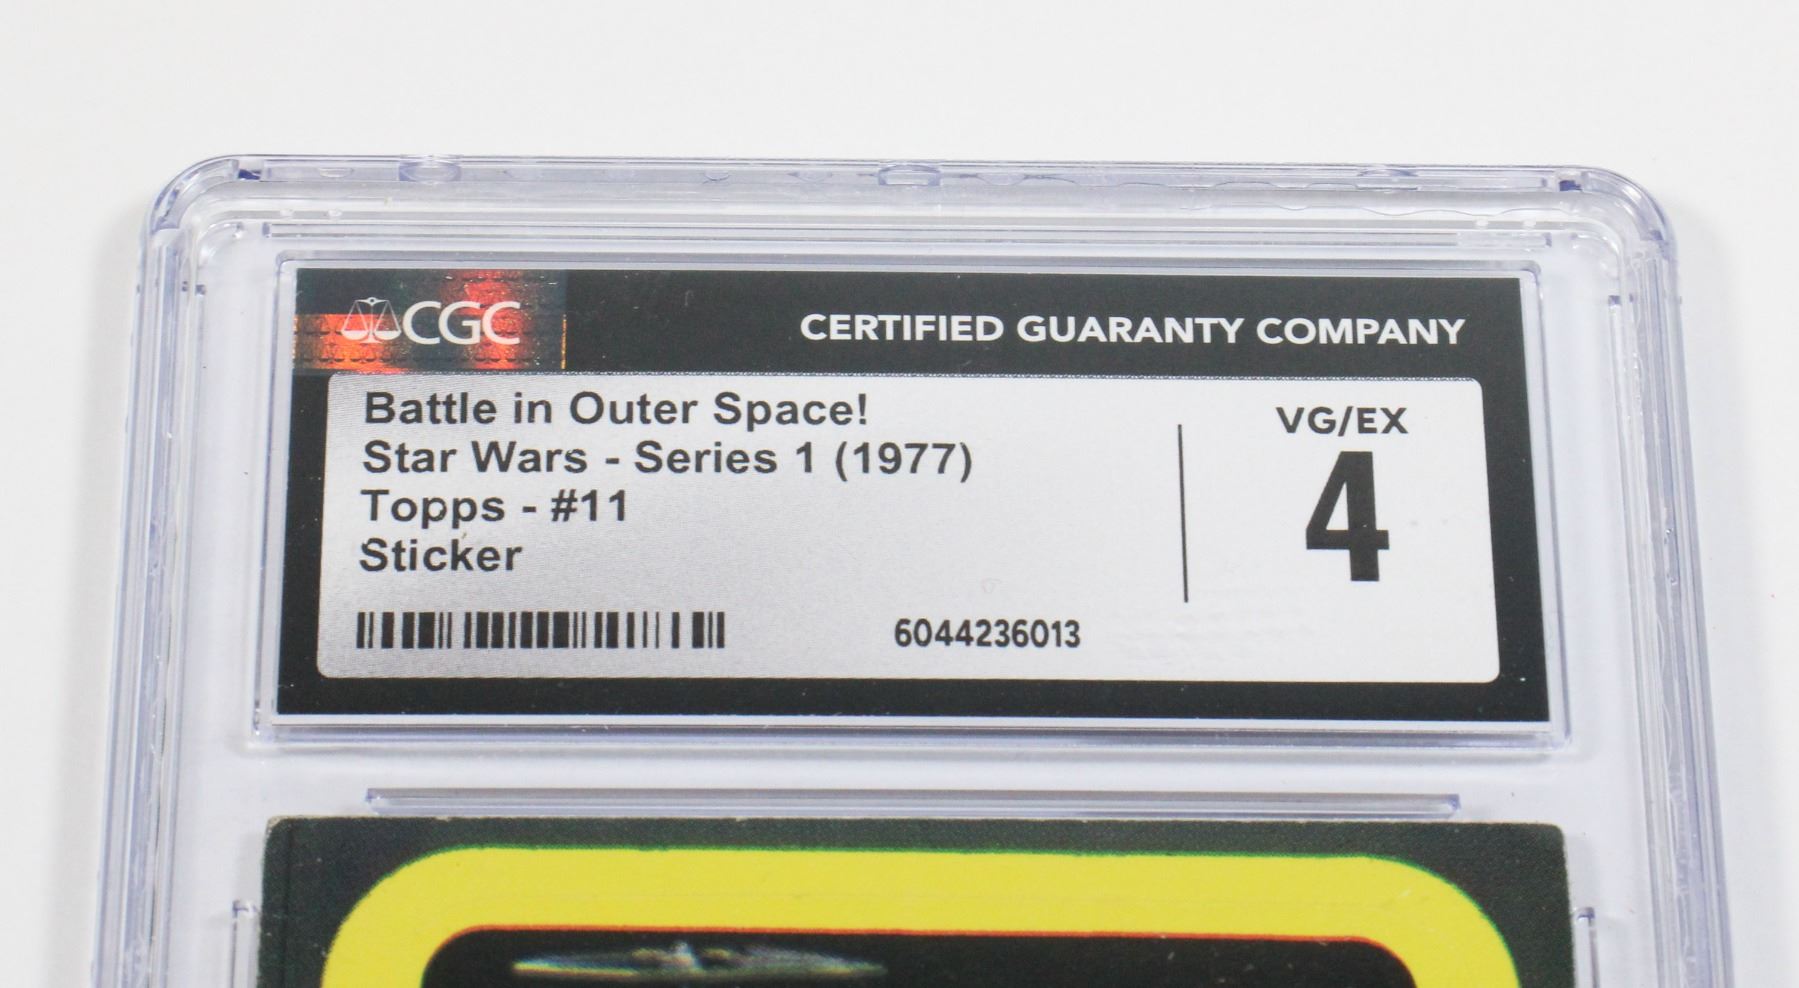 CGC
CERTIFIED GUARANTY COMPANY
Battle in Outer Space!
Star Wars - Series 1 (1977)
Topps - #11
Sticker
VG/EX
4
6044236013